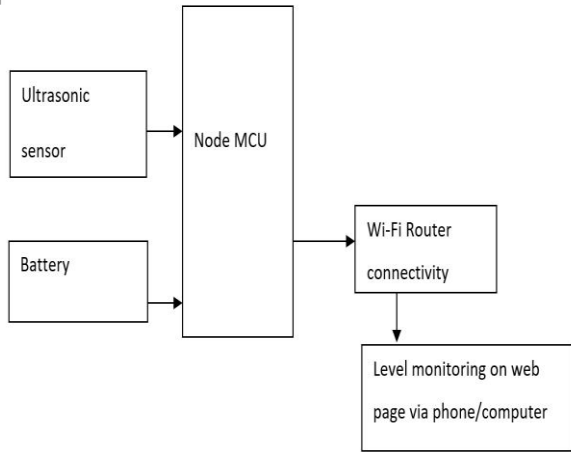 Ultrasonic
sensor
Node MCU
Battery
Wi-Fi Router
connectivity
Level monitoring on web
page via phone/computer